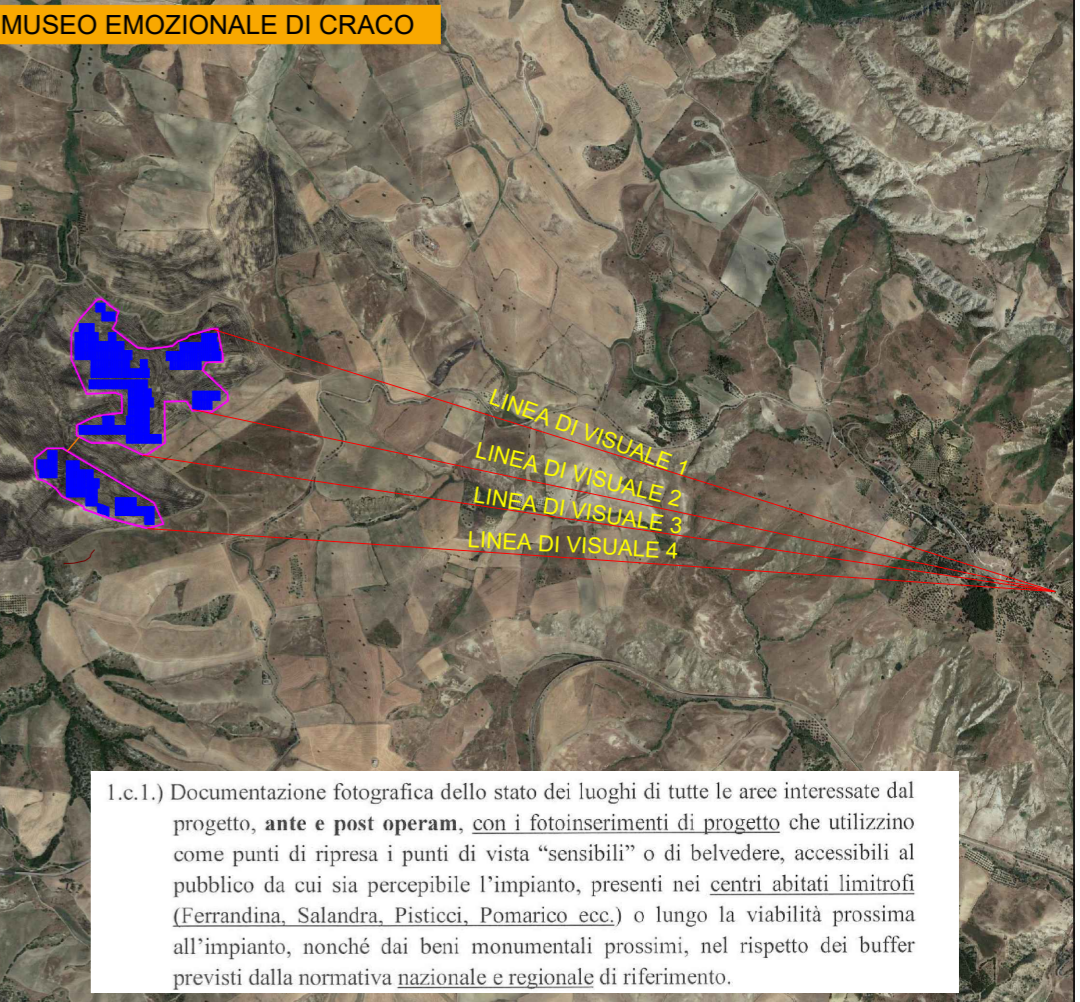 MUSEO EMOZIONALE DI CRACO
LINEA DI VISUALE 1
LINEA DI VISUALE 2
LINEA DI VISUALE 3
LINEA DI VISUALE 4
1.c.1.) Documentazione fotografica dello stato dei luoghi di tutte le aree interessate dal
progetto, ante e post operam, con i fotoinserimenti di progetto che utilizzino
come punti di ripresa i punti di vista “sensibili” o di belvedere, accessibili al
pubblico da cui sia percepibile l’impianto, presenti nei centri abitati limitrofi
(Ferrandina, Salandra, Pisticci, Pomarico ecc.) o lungo la viabilità prossima
all’impianto, nonché dai beni monumentali prossimi, nel rispetto dei buffer
previsti dalla normativa nazionale e regionale di riferimento.